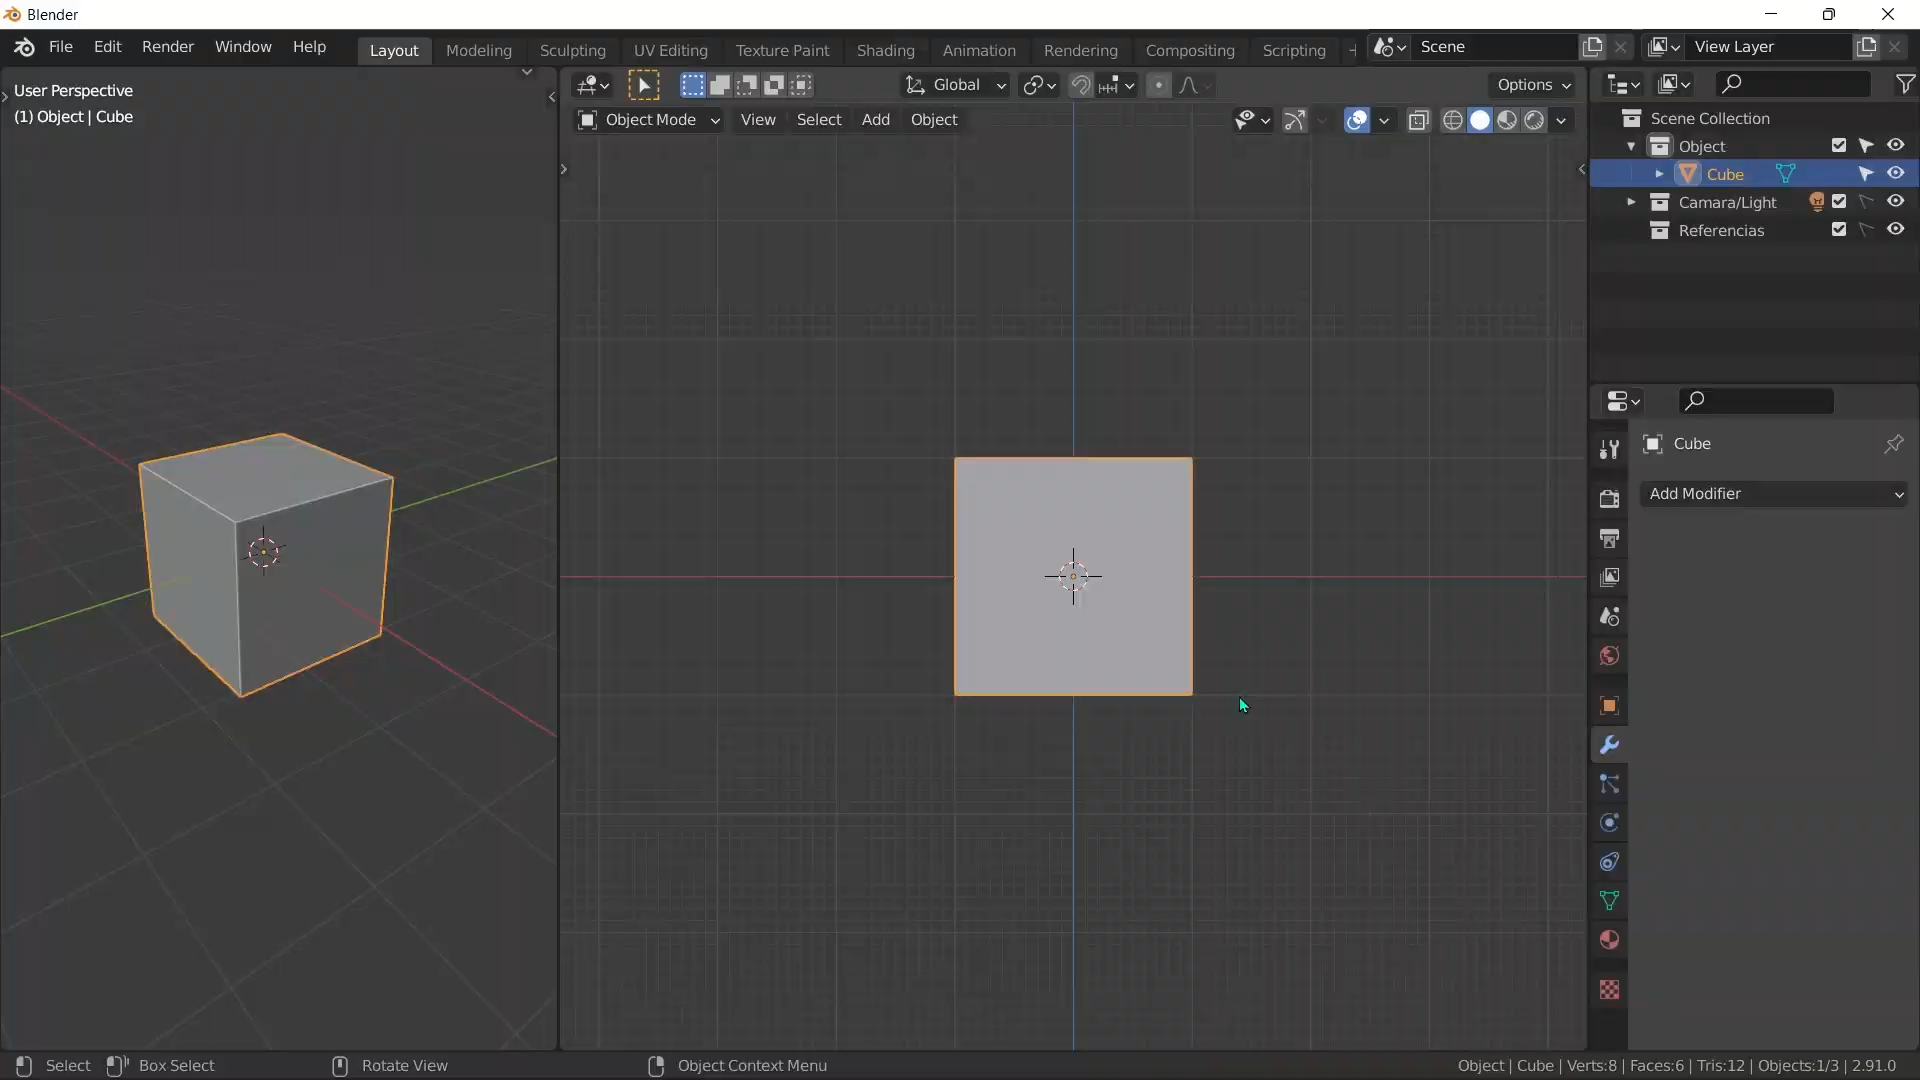 Blender
File Edit Render Window Help Layout Modeling Sculpting UV Editing Texture Paint Shading Animation Rendering Compositing Scripting Scene View Layer
User Perspective
(1) Object | Cube
Global Options
Object Mode View Select Add Object
Scene Collection
Object
Cube
Camara/Light
Referencias
Cube
Add Modifier
Select Box Select Rotate View Object Context Menu Object | Cube | Verts:8 | Faces:6 | Tris:12 | Objects:1/3 | 2.91.0